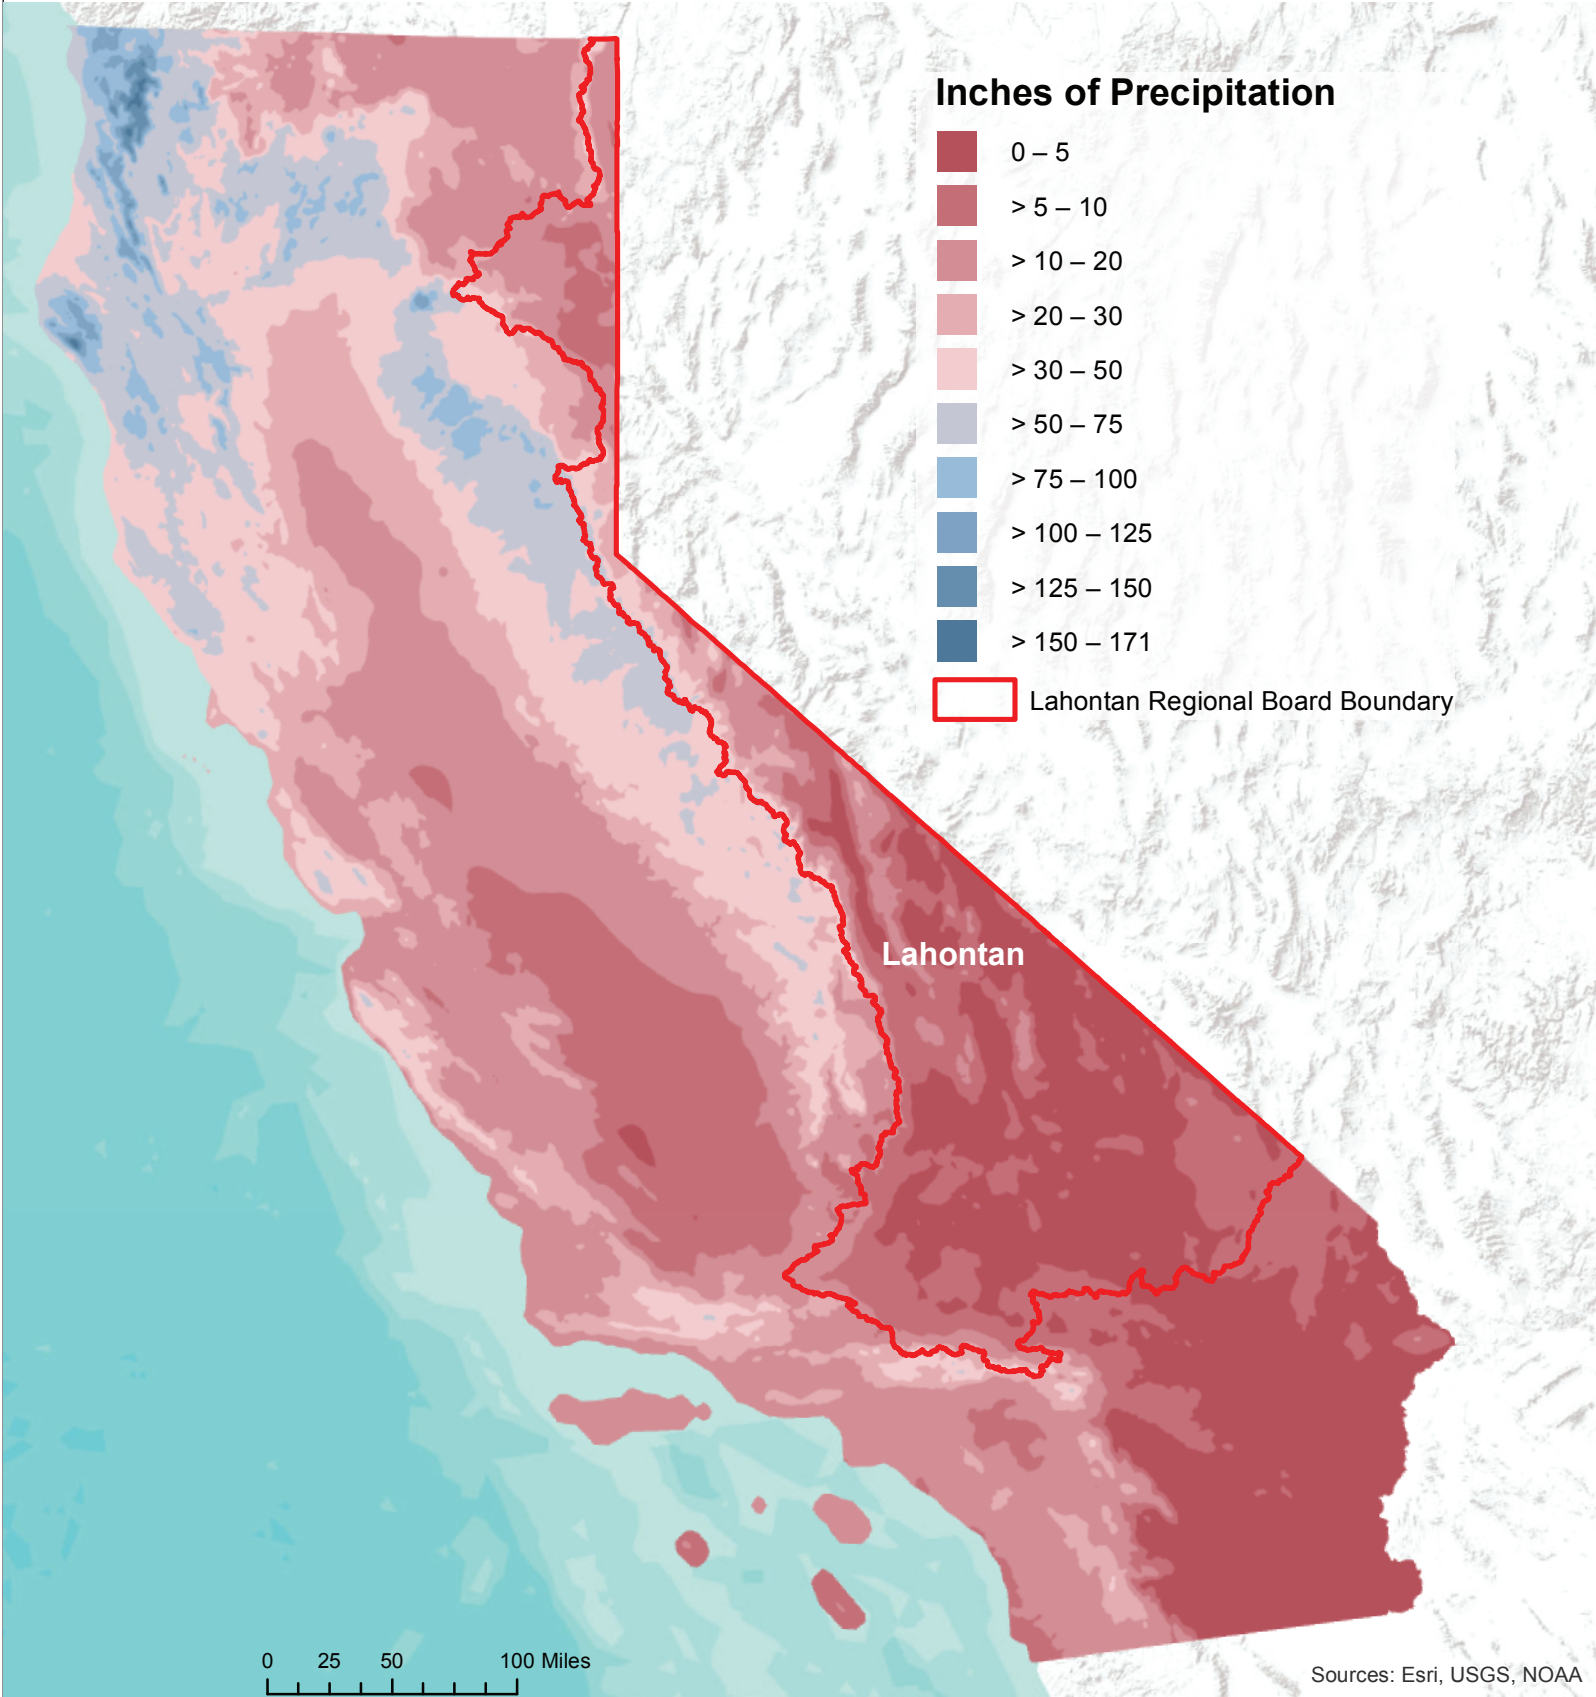 Inches of Precipitation
0 – 5
> 5 – 10
> 10 – 20
> 20 – 30
> 30 – 50
> 50 – 75
> 75 – 100
> 100 – 125
> 125 – 150
> 150 – 171
Lahontan Regional Board Boundary
Lahontan
0 25 50 100 Miles
Sources: Esri, USGS, NOAA